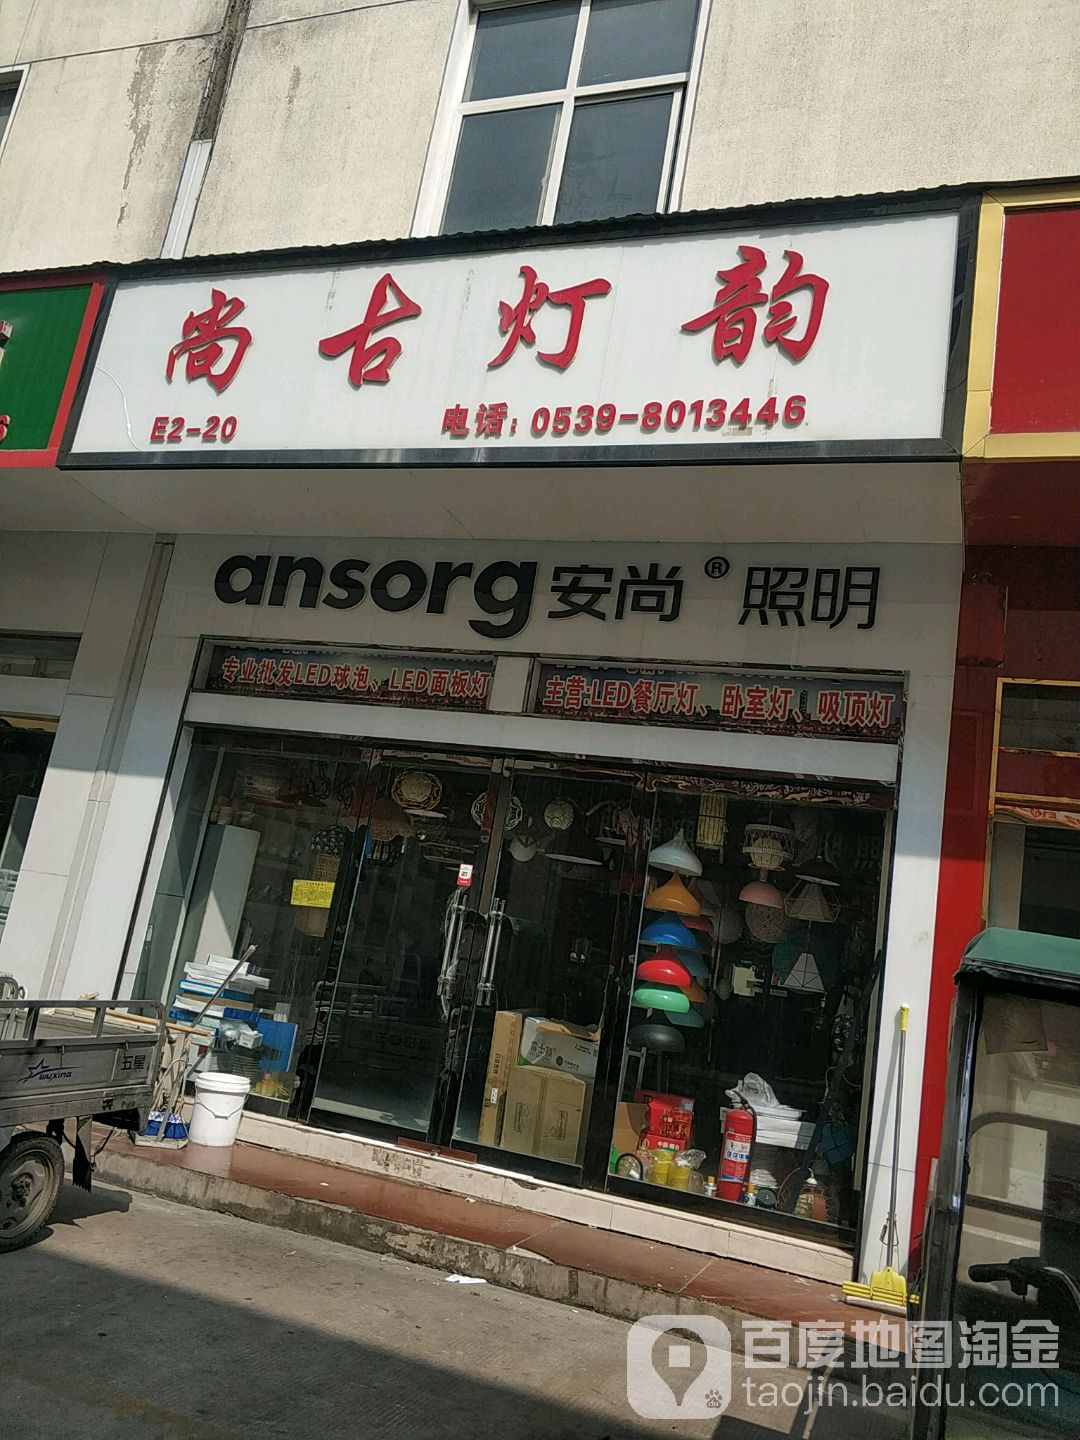 尚古灯韵
E2-20 电话：0539-8013446
6
ansorg安尚®照明
专业批发LED球泡、LED面板灯
主营:LED餐厅灯、卧室灯、吸顶灯
WUXING 五星
百度地图淘金
taojin.baidu.com